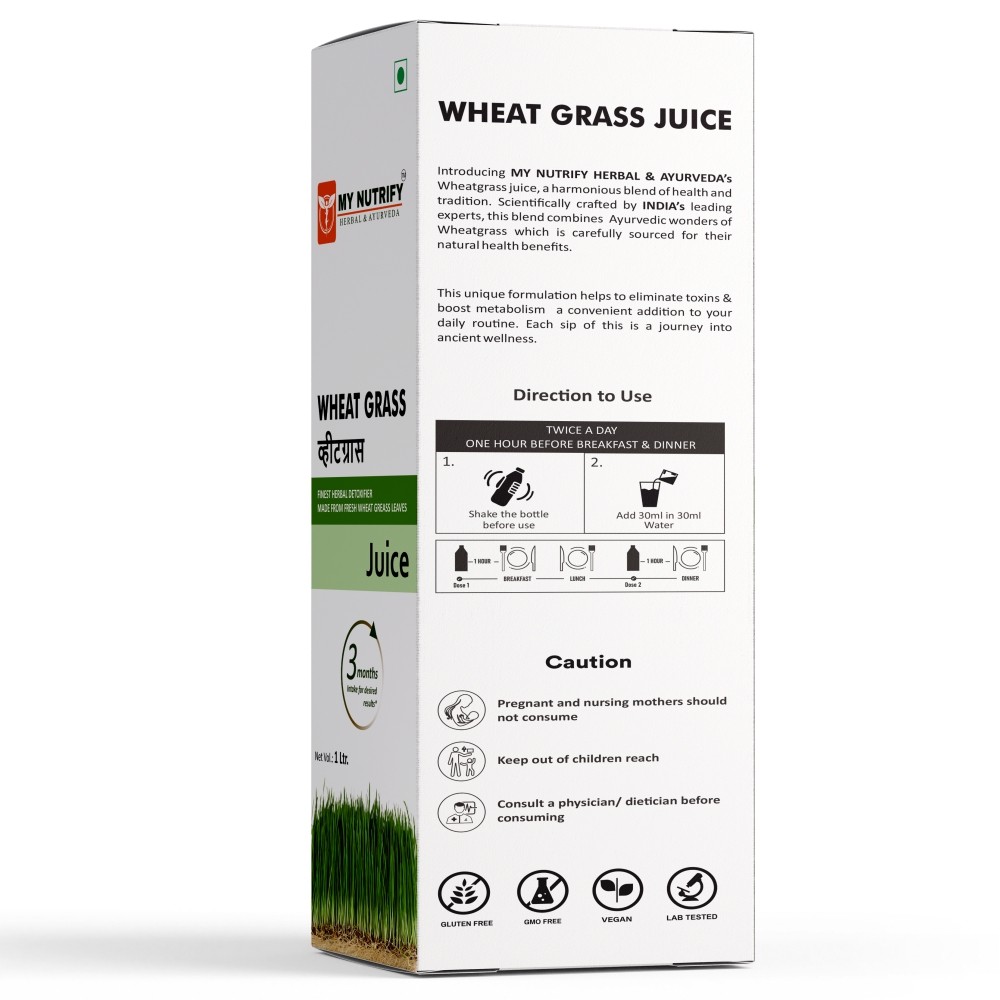 MY NUTRIFY
TM
HERBAL & AYURVEDA
WHEAT GRASS
व्हीटग्रास
FINEST HERBAL DETOXIFIER
MADE FROM FRESH WHEAT GREASS LEAVES
Juice
3 months
intake for desired
results*
Net Vol.: 1 Ltr.
WHEAT GRASS JUICE
Introducing MY NUTRIFY HERBAL & AYURVEDA's
Wheatgrass juice, a harmonious blend of health and
tradition. Scientifically crafted by INDIA's leading
experts, this blend combines Ayurvedic wonders of
Wheatgrass which is carefully sourced for their
natural health benefits.
This unique formulation helps to eliminate toxins &
boost metabolism a convenient addition to your
daily routine. Each sip of this is a journey into
ancient wellness.
Direction to Use
TWICE A DAY
ONE HOUR BEFORE BREAKFAST & DINNER
1.
Shake the bottle
before use
2.
Add 30ml in 30ml
Water
1 HOUR
1 HOUR
Dose 1
BREAKFAST
LUNCH
Dose 2
DINNER
Caution
Pregnant and nursing mothers should
not consume
Keep out of children reach
Consult a physician/ dietician before
consuming
GLUTEN FREE
GMO FREE
VEGAN
LAB TESTED